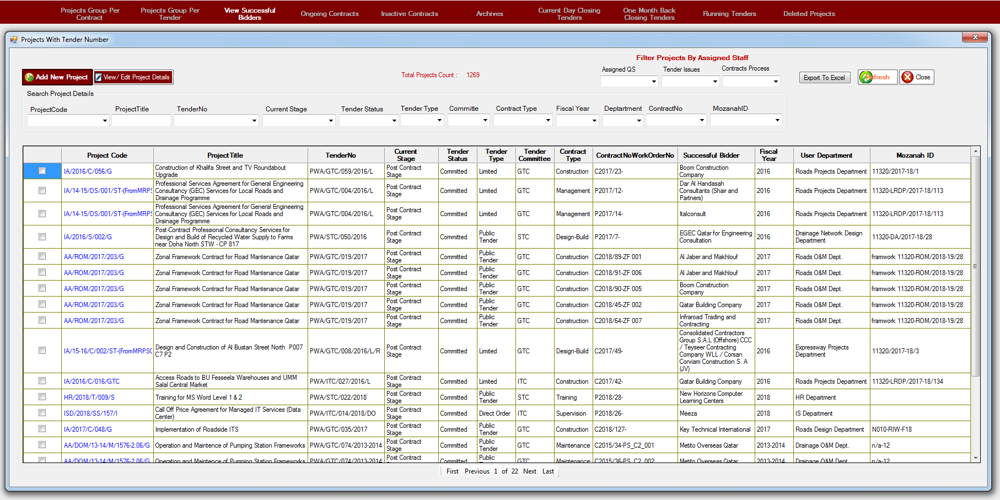 Projects Group Per Contract
Projects Group Per Tender
View Successful Bidders
Ongoing Contracts
Inactive Contracts
Archives
Current Day Closing Tenders
One Month Back Closing Tenders
Running Tenders
Deleted Projects
Projects With Tender Number
Filter Projects By Assigned Staff
Add New Project
View/ Edit Project Details
Total Projects Count : 1269
Assigned QS
Tender Issues
Contracts Process
Export To Excel
Refresh
Close
Search Project Details
ProjectCode
ProjectTitle
TenderNo
Current Stage
Tender Status
Tender Type
Committe
Contract Type
Fiscal Year
Deptartment
ContractNo
MozanahID
Project Code | ProjectTitle | TenderNo | Current Stage | Tender Status | Tender Type | Tender Committee | Contract Type | ContractNoWorkOrderNo | Successful Bidder | Fiscal Year | User Department | Mozanah ID
IA/2016/C/056/G | Construction of Khalifa Street and TV Roundabout Upgrade | PWA/GTC/059/2016/L | Post Contract Stage | Committed | Limited | GTC | Construction | C2017/23- | Boom Construction Company | 2016 | Roads Projects Department | 11320/2017-18/1
IA/14-15/DS/001/ST-(FromMRPS | Professional Services Agreement for General Engineering Consultancy (GEC) Services for Local Roads and Drainage Programme | PWA/GTC/004/2016/L | Post Contract Stage | Committed | Limited | GTC | Management | P2017/12- | Dar Al Handasah Consultants (Shair and Partners) | 2016 | Roads Projects Department | 11320-LRDP/2017-18/113
IA/14-15/DS/001/ST-(FromMRPS | Professional Services Agreement for General Engineering Consultancy (GEC) Services for Local Roads and Drainage Programme | PWA/GTC/004/2016/L | Post Contract Stage | Committed | Limited | GTC | Management | P2017/14- | Italconsult | 2016 | Roads Projects Department | 11320-LRDP/2017-18/113
IA/2016/S/002/G | Post-Contract Professional Consultancy Services for Design and Build of Recycled Water Supply to Farms near Doha North STW - CP 817 | PWA/STC/050/2016 | Post Contract Stage | Committed | Public Tender | STC | Design-Build | P2017/7- | EGEC Qatar for Engineering Consultation | 2016 | Drainage Network Design Department | 11320-DA/2017-18/28
AA/ROM/2017/203/G | Zonal Framework Contract for Road Mantenance Qatar | PWA/GTC/019/2017 | Post Contract Stage | Committed | Public Tender | GTC | Construction | C2018/89-ZF 001 | Al Jaber and Makhlouf | 2017 | Roads O&M Dept. | framwork 11320-ROM/2018-19/28
AA/ROM/2017/203/G | Zonal Framework Contract for Road Mantenance Qatar | PWA/GTC/019/2017 | Post Contract Stage | Committed | Public Tender | GTC | Construction | C2018/91-ZF 006 | Al Jaber and Makhlouf | 2017 | Roads O&M Dept. | framwork 11320-ROM/2018-19/28
AA/ROM/2017/203/G | Zonal Framework Contract for Road Mantenance Qatar | PWA/GTC/019/2017 | Post Contract Stage | Committed | Public Tender | GTC | Construction | C2018/90-ZF 005 | Boom Construction Company | 2017 | Roads O&M Dept. | framwork 11320-ROM/2018-19/28
AA/ROM/2017/203/G | Zonal Framework Contract for Road Mantenance Qatar | PWA/GTC/019/2017 | Post Contract Stage | Committed | Public Tender | GTC | Construction | C2018/45-ZF 002 | Qatar Building Company | 2017 | Roads O&M Dept. | framwork 11320-ROM/2018-19/28
AA/ROM/2017/203/G | Zonal Framework Contract for Road Mantenance Qatar | PWA/GTC/019/2017 | Post Contract Stage | Committed | Public Tender | GTC | Construction | C2018/64-ZF 007 | Infraroad Trading and Contracting | 2017 | Roads O&M Dept. | framwork 11320-ROM/2018-19/28
IA/15-16/C/002/ST-(FromMRPSC | Design and Construction of Al Bustan Street North P007 C7 P2 | PWA/GTC/008/2016/L/R | Post Contract Stage | Committed | Limited | GTC | Design-Build | C2017/49- | Consolidated Contractors Group S.A.L (Offshore) CCC / Teyseer Contracting Company WLL / Corsan Corviam Construction S. A (JV) | 2016 | Expressway Projects Department | 11320/2017-18/3
IA/2016/C/016/GTC | Access Roads to BU Fesseela Warehouses and UMM Salal Central Market | PWA/ITC/027/2016/L | Post Contract Stage | Committed | Limited | ITC | Construction | C2017/42- | Qatar Building Company | 2016 | Roads Projects Department | 11320-LRDP/2017-18/134
HR/2018/T/009/S | Training for MS Word Level 1 & 2 | PWA/STC/022/2018 | Post Contract Stage | Committed | Public Tender | STC | Training | P2018/28- | New Horizons Computer Learning Centers | 2018 | HR Department
ISD/2018/SS/157/I | Call Off Price Agreement for Managed IT Services (Data Center) | PWA/ITC/014/2018/DO | Post Contract Stage | Committed | Direct Order | ITC | Supervision | P2018/26- | Meeza | 2018 | IS Department
IA/2017/C/048/G | Implementation of Roadside ITS | PWA/GTC/035/2017 | Post Contract Stage | Committed | Public Tender | GTC | Construction | C2018/127- | Key Technical International | 2017 | Roads Design Department | N010-RIW-F18
AA/DOM/13-14/M/1576-2.06/G | Operation and Maintence of Pumping Station Frameworks | PWA/GTC/074/2013-2014 | Post Contract Stage | Committed | Public Tender | GTC | Maintenance | C2015/34-PS_C2_001 | Metito Overseas Qatar | 2013-2014 | Drainage O&M Dept. | n/a-12
AA/DOM/13-14/M/1576-2.06/G | Operation and Maintence of Pumping Station Frameworks | PWA/GTC/074/2013-2014 | Post Contract Stage | Committed | Public Tender | GTC | Maintenance | C2015/36-PS_C2_002 | Metito Overseas Qatar | 2013-2014 | Drainage O&M Dept. | n/a-12
First Previous 1 of 22 Next Last